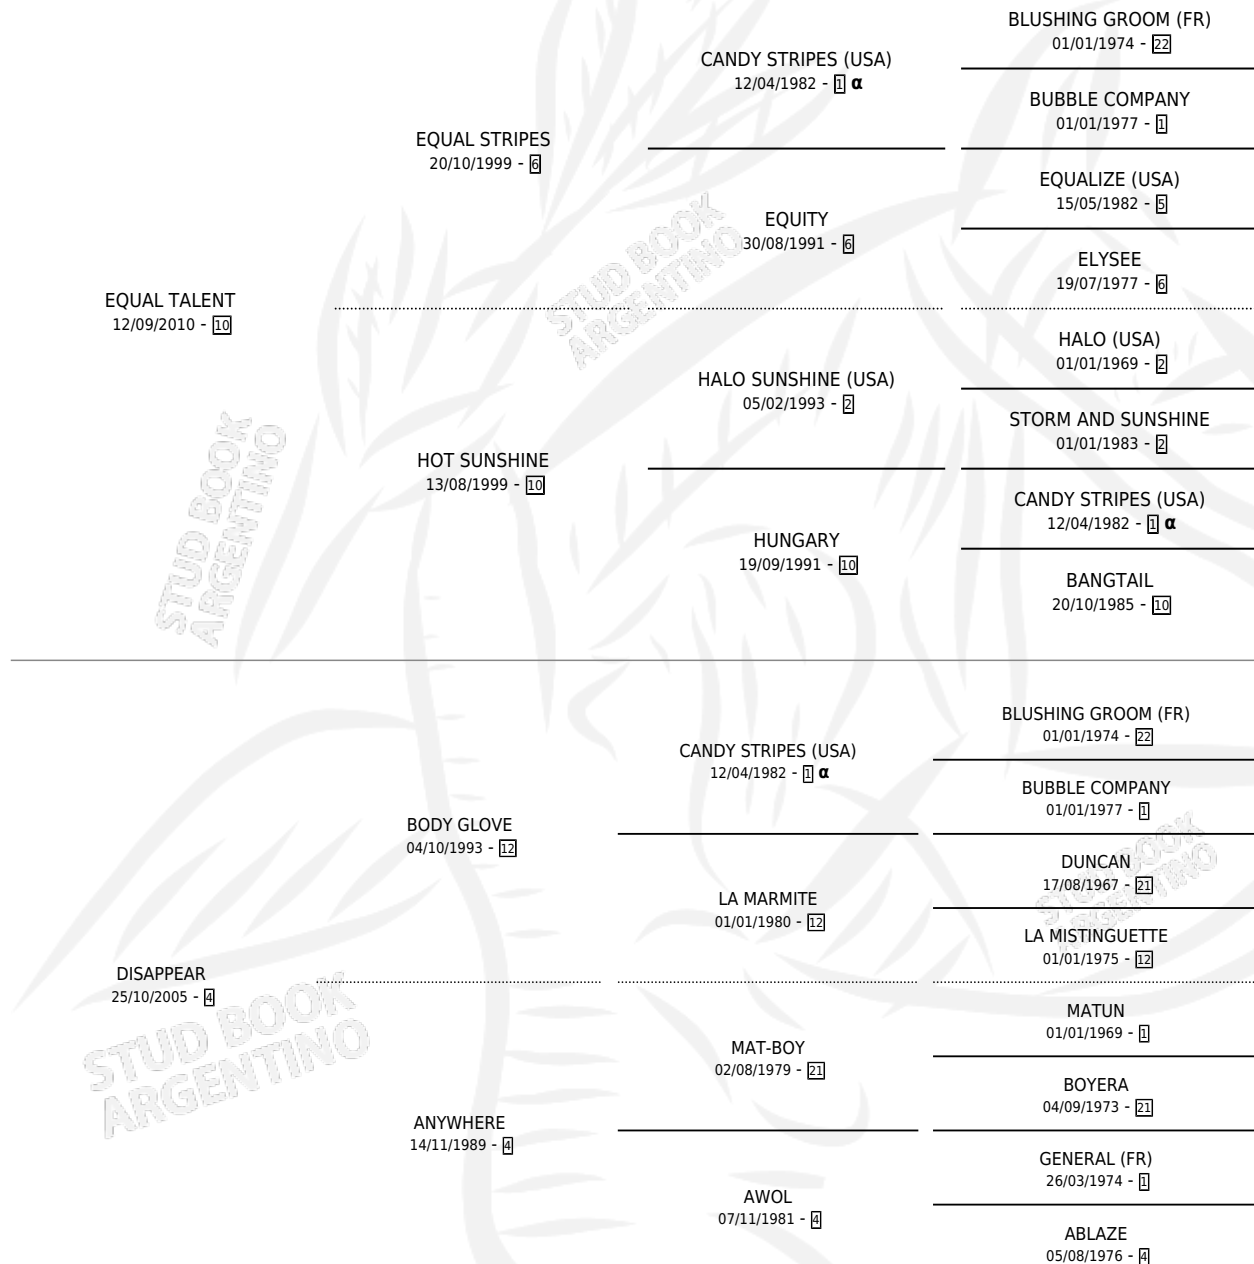 BLUSHING GROOM (FR)
01/01/1974 - 22
CANDY STRIPES (USA)
12/04/1982 - 1 α
BUBBLE COMPANY
01/01/1977 - 1
EQUAL STRIPES
20/10/1999 - 6
EQUALIZE (USA)
15/05/1982 - 5
EQUITY
30/08/1991 - 6
ELYSEE
19/07/1977 - 6
EQUAL TALENT
12/09/2010 - 10
HALO (USA)
01/01/1969 - 2
HALO SUNSHINE (USA)
05/02/1993 - 2
STORM AND SUNSHINE
01/01/1983 - 2
HOT SUNSHINE
13/08/1999 - 10
CANDY STRIPES (USA)
12/04/1982 - 1 α
HUNGARY
19/09/1991 - 10
BANGTAIL
20/10/1985 - 10
BLUSHING GROOM (FR)
01/01/1974 - 22
CANDY STRIPES (USA)
12/04/1982 - 1 α
BUBBLE COMPANY
01/01/1977 - 1
BODY GLOVE
04/10/1993 - 12
DUNCAN
17/08/1967 - 21
LA MARMITE
01/01/1980 - 12
LA MISTINGUETTE
01/01/1975 - 12
DISAPPEAR
25/10/2005 - 4
MATUN
01/01/1969 - 1
MAT-BOY
02/08/1979 - 21
BOYERA
04/09/1973 - 21
ANYWHERE
14/11/1989 - 4
GENERAL (FR)
26/03/1974 - 1
AWOL
07/11/1981 - 4
ABLAZE
05/08/1976 - 4
STUD BOOK
ARGENTINO
STUD BOOK
ARGENTINO
STUD BOOK
ARGENTINO
STUD BOOK
ARGENTINO